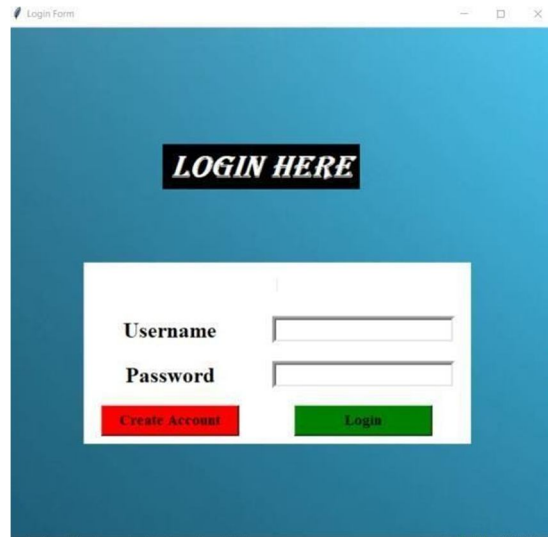 Login Form
LOGIN HERE
Username
Password
Create Account Login